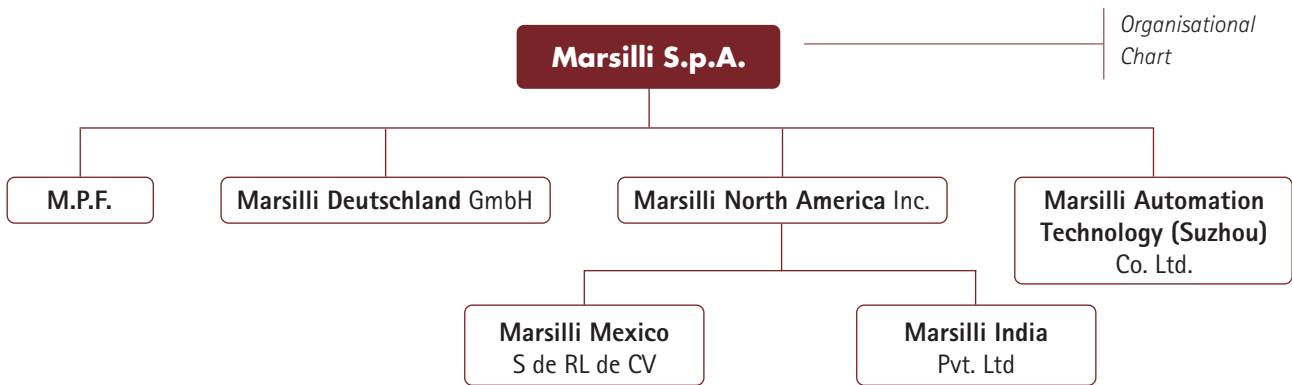 Marsilli S.p.A.
Organisational
Chart
M.P.F.
Marsilli Deutschland GmbH
Marsilli North America Inc.
Marsilli Automation
Technology (Suzhou)
Co. Ltd.
Marsilli Mexico
S de RL de CV
Marsilli India
Pvt. Ltd